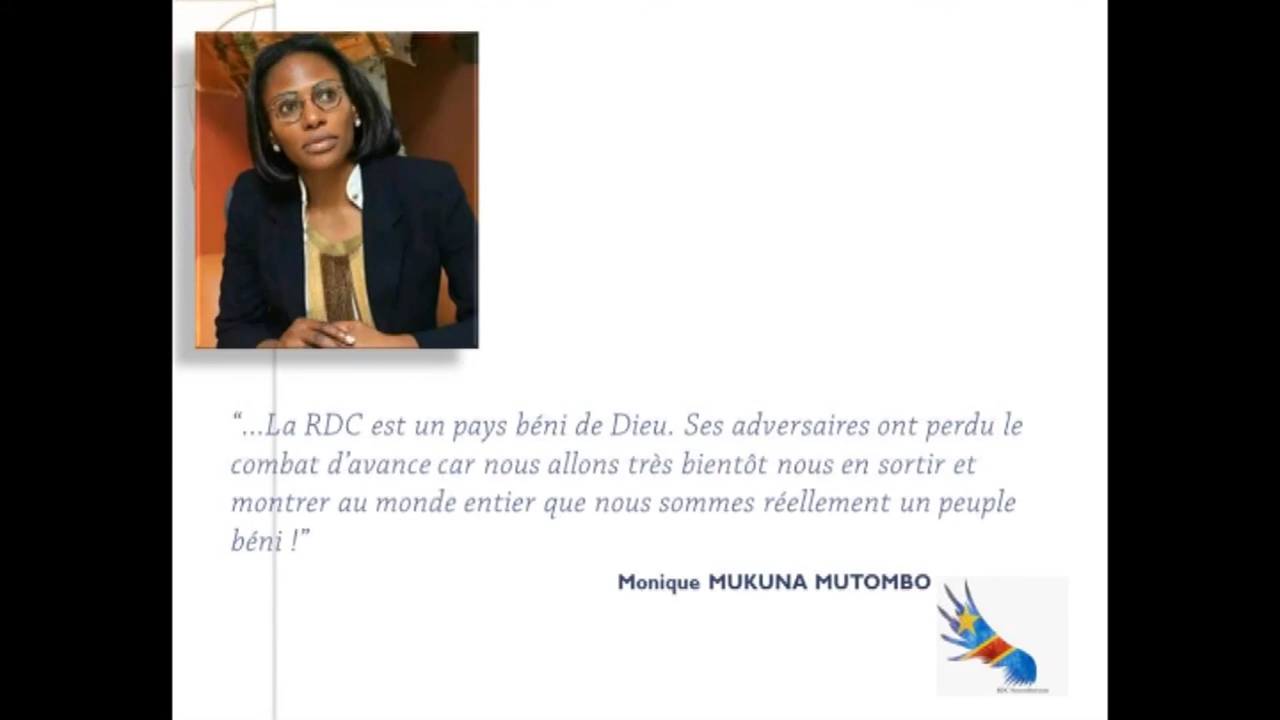 “...La RDC est un pays béni de Dieu. Ses adversaires ont perdu le
combat d’avance car nous allons très bientôt nous en sortir et
montrer au monde entier que nous sommes réellement un peuple
béni !”
Monique MUKUNA MUTOMBO